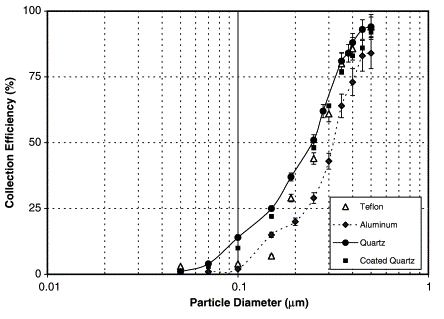 100
75
50
25
0
Collection Efficiency (%)
Teflon
Aluminum
Quartz
Coated Quartz
0.01
0.1
1
Particle Diameter (μm)